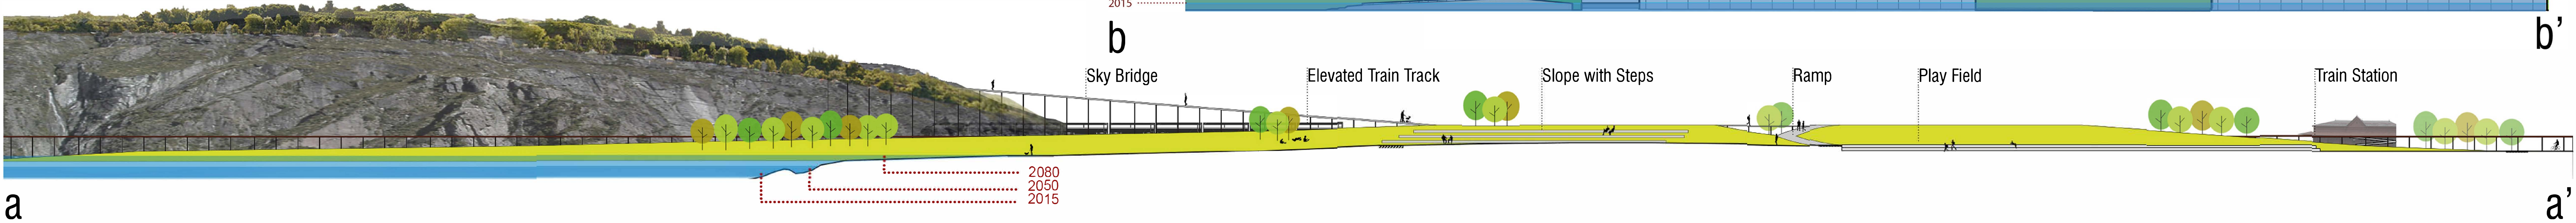 2015
b b’
Sky Bridge Elevated Train Track Slope with Steps Ramp Play Field Train Station
2080
2050
2015
a a’